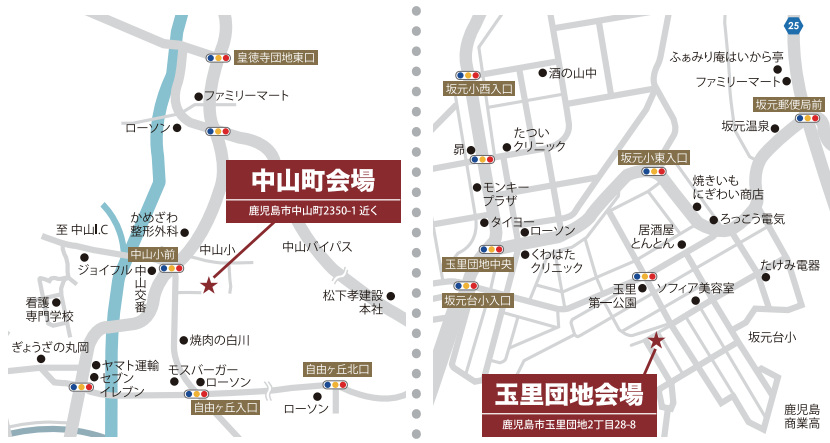 皇徳寺団地東口
ファミリーマート
ローソン
中山町会場
鹿児島市中山町2350-1 近く
かめざわ
整形外科
至 中山I.C
中山小前
中山小
中山バイパス
ジョイフル
中山交番
看護
専門学校
松下孝建設
本社
ぎょうざの丸岡
焼肉の白川
ヤマト運輸
セブン
イレブン
モスバーガー
ローソン
自由ヶ丘北口
自由ヶ丘入口
ローソン
25
ふぁみり庵はいから亭
酒の山中
ファミリーマート
坂元小西入口
坂元郵便局前
坂元温泉
たつい
クリニック
昴
坂元小東入口
モンキー
プラザ
焼きいも
にぎわい商店
タイヨー
ローソン
ろっこう電気
居酒屋
とんとん
玉里団地中央
くわはた
クリニック
たけみ電器
坂元台小入口
玉里
第一公園
ソフィア美容室
坂元台小
玉里団地会場
鹿児島市玉里団地2丁目28-8
鹿児島
商業高